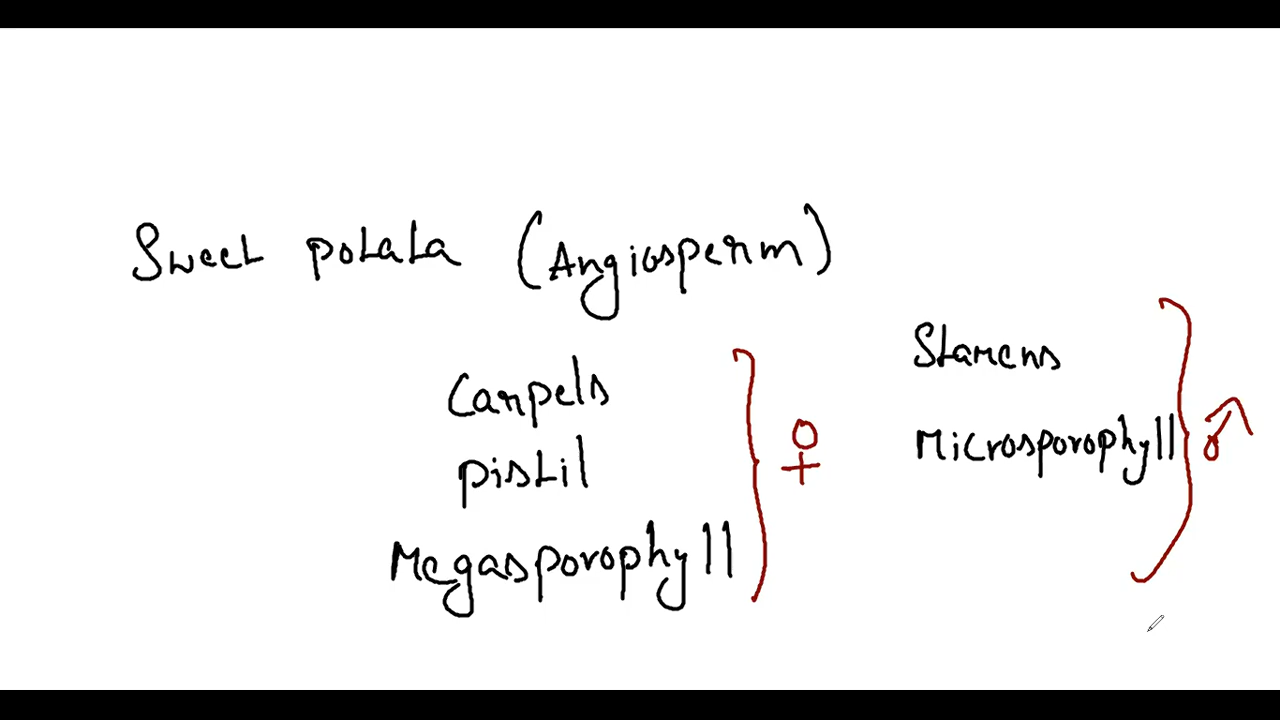 Sweet potata (Angiosperm)
Carpels
pistil
Megasporophyll
♀
Stamens
Microsporophyll
♂